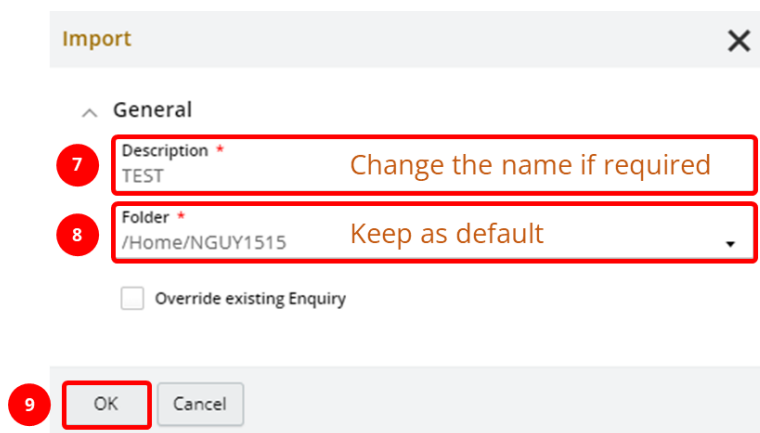 Import
General
7
Description *
TEST
Change the name if required
8
Folder *
/Home/NGUY1515
Keep as default
Override existing Enquiry
9
OK
Cancel